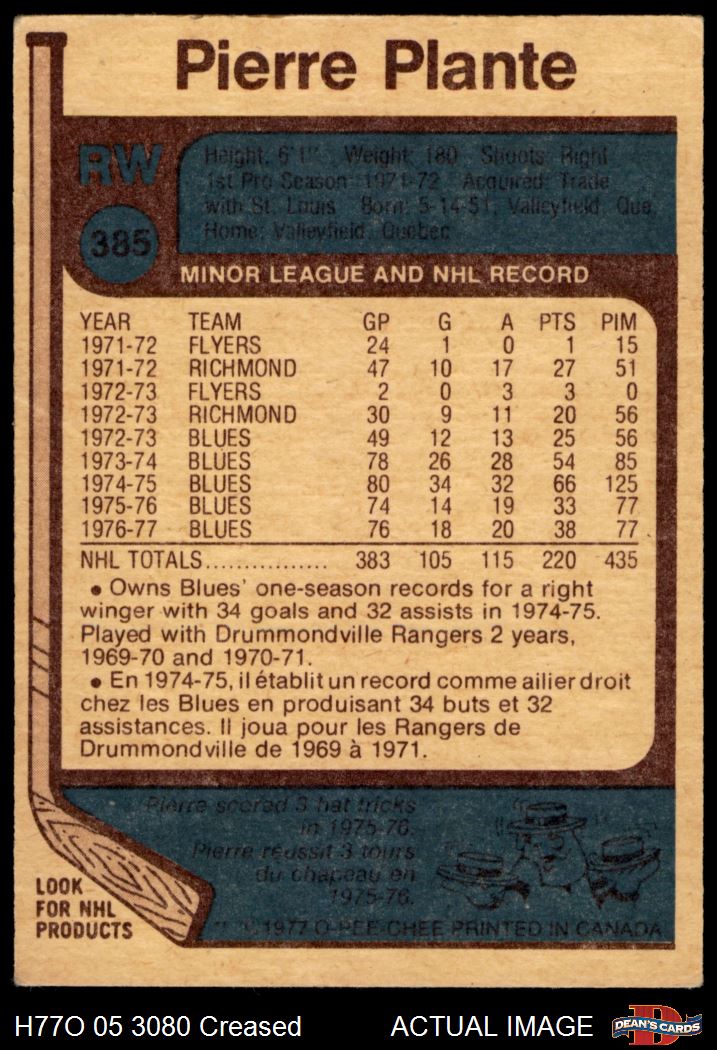 Pierre Plante
RW
Height: 6'1" Weight: 180 Shoots: Right
1st Pro Season: 1971-72 Acquired: Trade
with St. Louis Born: 5-14-51, Valleyfield, Que.
Home: Valleyfield, Quebec
385
MINOR LEAGUE AND NHL RECORD
YEAR TEAM GP G A PTS PIM
1971-72 FLYERS 24 1 0 1 15
1971-72 RICHMOND 47 10 17 27 51
1972-73 FLYERS 2 0 3 3 0
1972-73 RICHMOND 30 9 11 20 56
1972-73 BLUES 49 12 13 25 56
1973-74 BLUES 78 26 28 54 85
1974-75 BLUES 80 34 32 66 125
1975-76 BLUES 74 14 19 33 77
1976-77 BLUES 76 18 20 38 77
NHL TOTALS................ 383 105 115 220 435
• Owns Blues' one-season records for a right
winger with 34 goals and 32 assists in 1974-75.
Played with Drummondville Rangers 2 years,
1969-70 and 1970-71.
• En 1974-75, il établit un record comme ailier droit
chez les Blues en produisant 34 buts et 32
assistances. Il joua pour les Rangers de
Drummondville de 1969 à 1971.
Pierre scored 3 hat tricks
in 1975-76.
Pierre réussit 3 tours
du chapeau en
1975-76.
LOOK
FOR NHL
PRODUCTS
© 1977 O-PEE-CHEE PRINTED IN CANADA
H77O 05 3080 Creased ACTUAL IMAGE DEAN'S CARDS